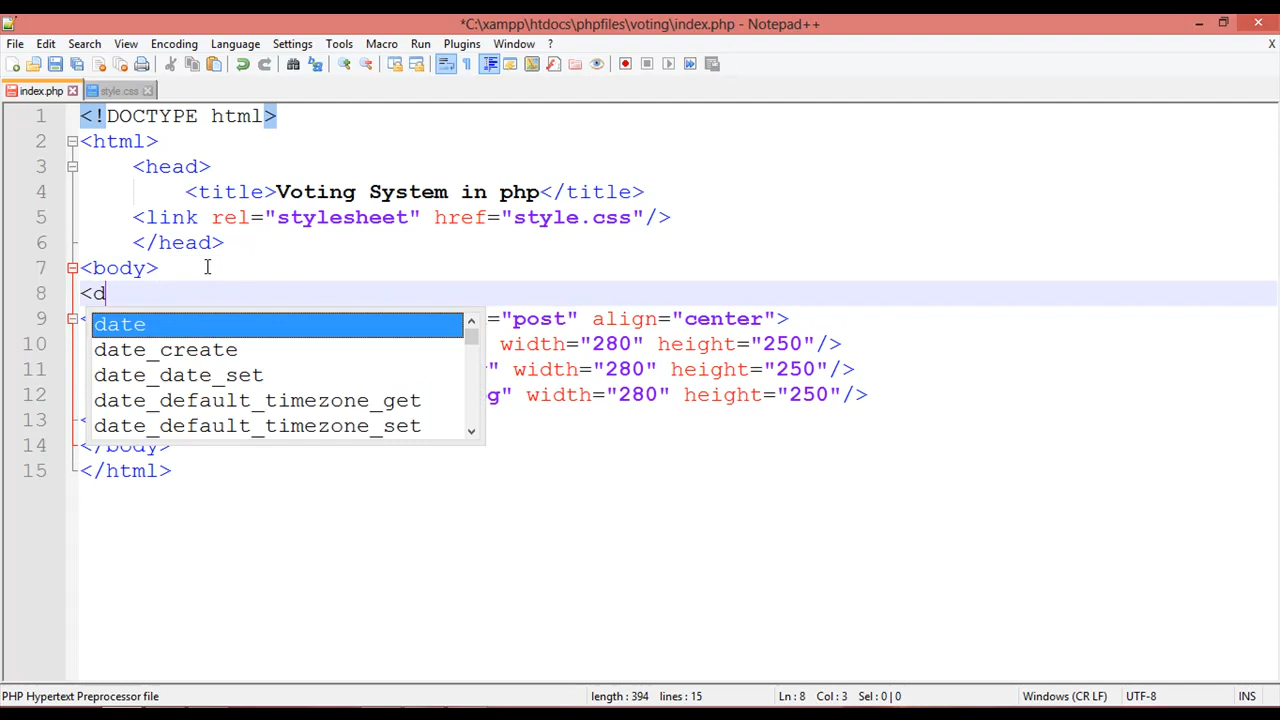 *C:\xampp\htdocs\phpfiles\voting\index.php - Notepad++
File Edit Search View Encoding Language Settings Tools Macro Run Plugins Window ? X
index.php style.css
1 <!DOCTYPE html>
2 <html>
3 <head>
4 <title>Voting System in php</title>
5 <link rel="stylesheet" href="style.css"/>
6 </head>
7 <body>
8 <d
9 < ="post" align="center">
10 width="280" height="250"/>
11 " width="280" height="250"/>
12 g" width="280" height="250"/>
13 <
14 </body>
15 </html>
date
date_create
date_date_set
date_default_timezone_get
date_default_timezone_set
PHP Hypertext Preprocessor file length : 394 lines : 15 Ln : 8 Col : 3 Sel : 0 | 0 Windows (CR LF) UTF-8 INS